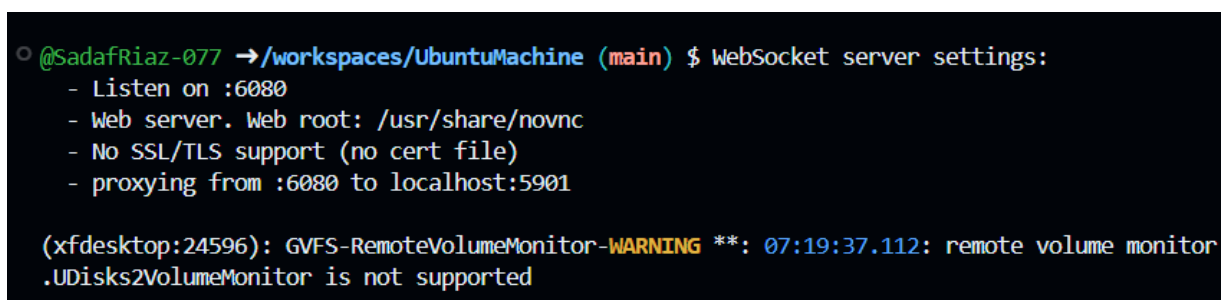 @SadafRiaz-077 ➜/workspaces/UbuntuMachine (main) $ WebSocket server settings:
- Listen on :6080
- Web server. Web root: /usr/share/novnc
- No SSL/TLS support (no cert file)
- proxying from :6080 to localhost:5901
(xfdesktop:24596): GVFS-RemoteVolumeMonitor-WARNING **: 07:19:37.112: remote volume monitor
.UDisks2VolumeMonitor is not supported